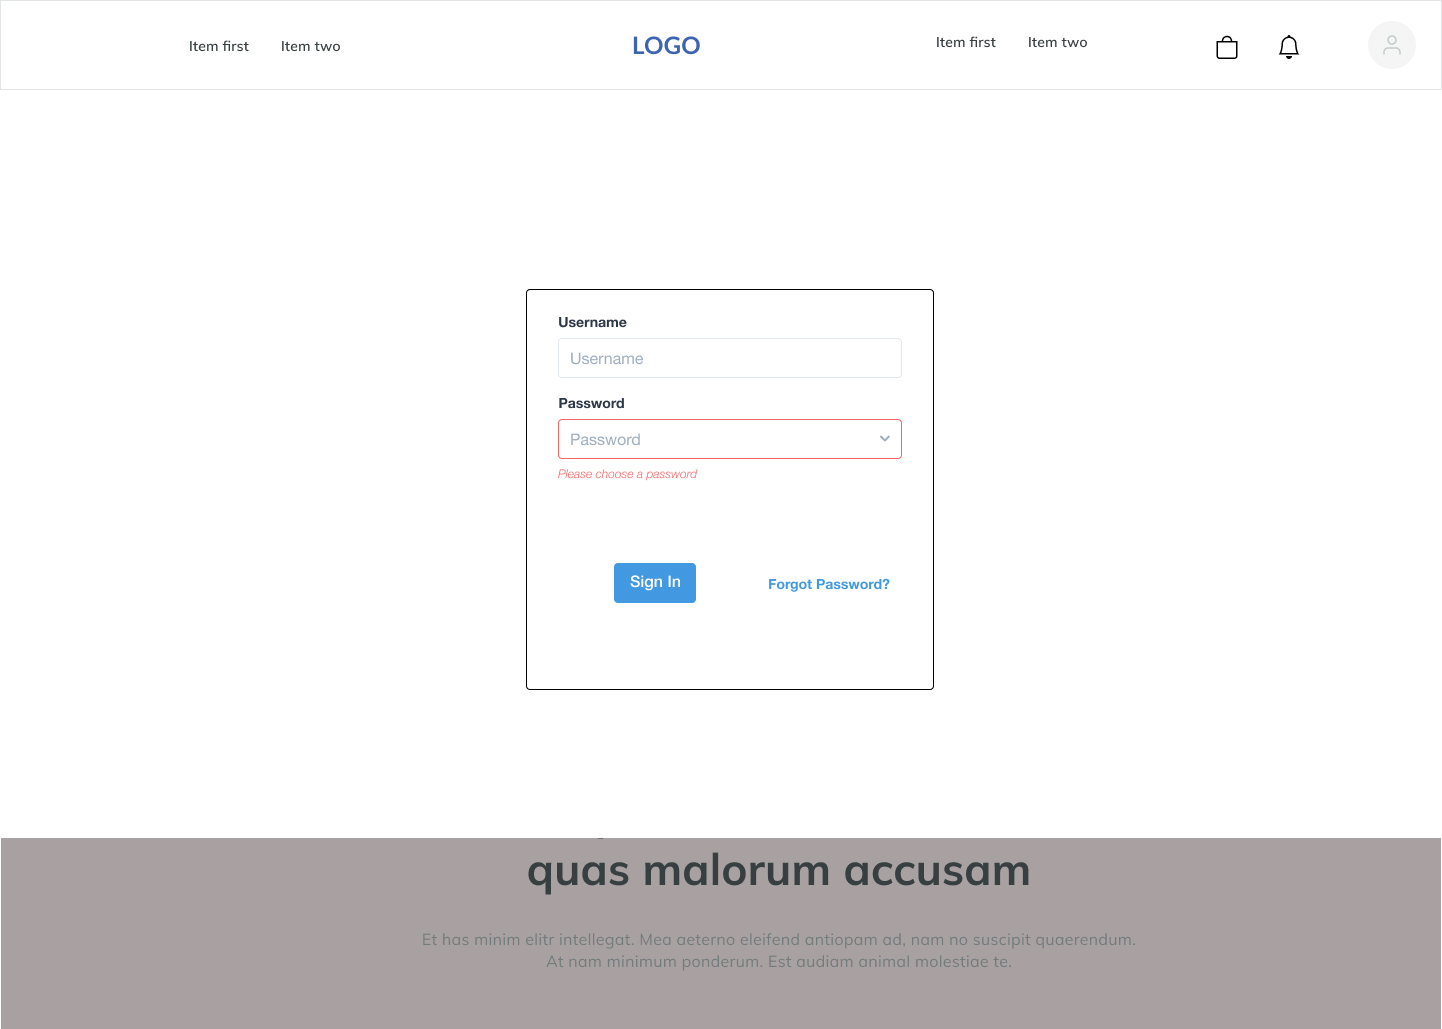 Item first
Item two
LOGO
Item first
Item two
Username
Username
Password
Password
Please choose a password
Sign In
Forgot Password?
quas malorum accusam
Et has minim elitr intellegat. Mea aeterno eleifend antiopam ad, nam no suscipit quaerendum.
At nam minimum ponderum. Est audiam animal molestiae te.